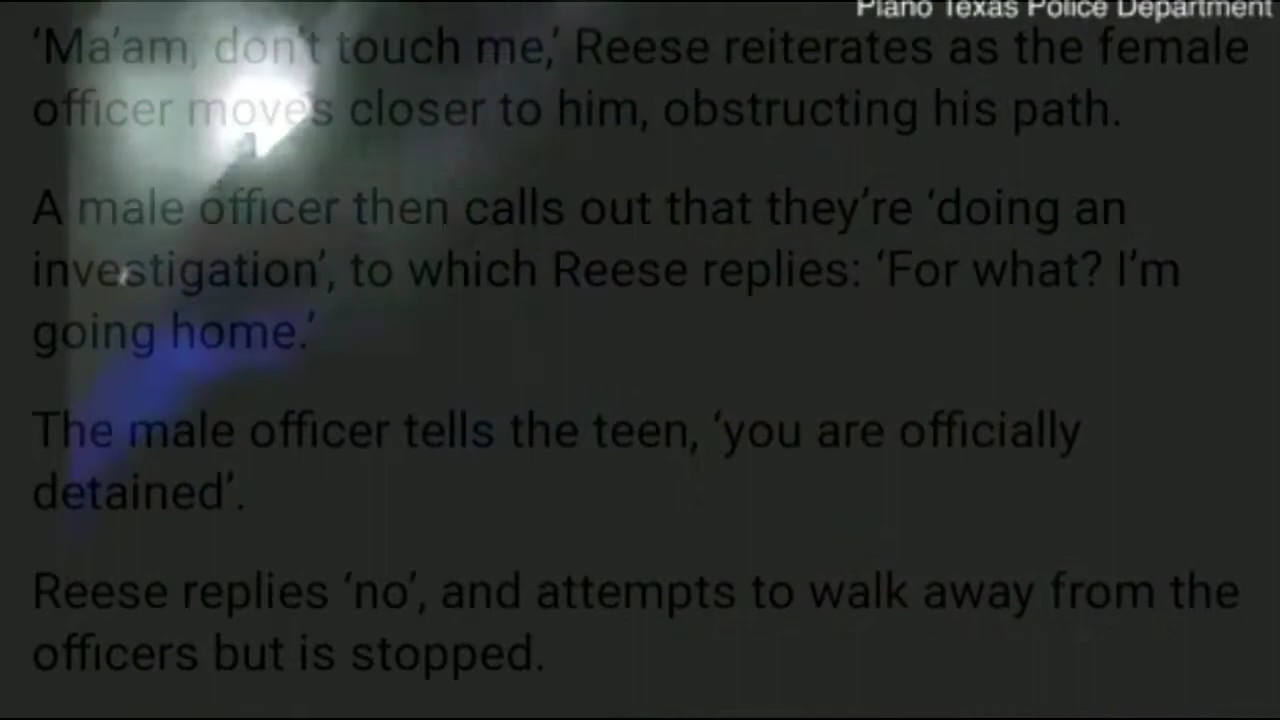 Plano Texas Police Department
‘Ma’am, don’t touch me,’ Reese reiterates as the female
officer moves closer to him, obstructing his path.
A male officer then calls out that they’re ‘doing an
investigation’, to which Reese replies: ‘For what? I’m
going home.’
The male officer tells the teen, ‘you are officially
detained’.
Reese replies ‘no’, and attempts to walk away from the
officers but is stopped.